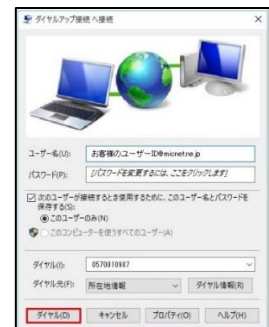 ダイヤルアップ接続 へ接続
ユーザー名(U):
お客様のユーザーID@micnetne.jp
パスワード(P):
[パスワードを変更するには、ここをクリックします]
次のユーザーが接続するとき使用するために、このユーザー名とパスワードを
保存する(S):
このユーザーのみ(N)
このコンピューターを使うすべてのユーザー(A)
ダイヤル(I):
0570010987
ダイヤル元(F):
所在地情報
ダイヤル情報(R)
ダイヤル(D)
キャンセル
プロパティ(O)
ヘルプ(H)